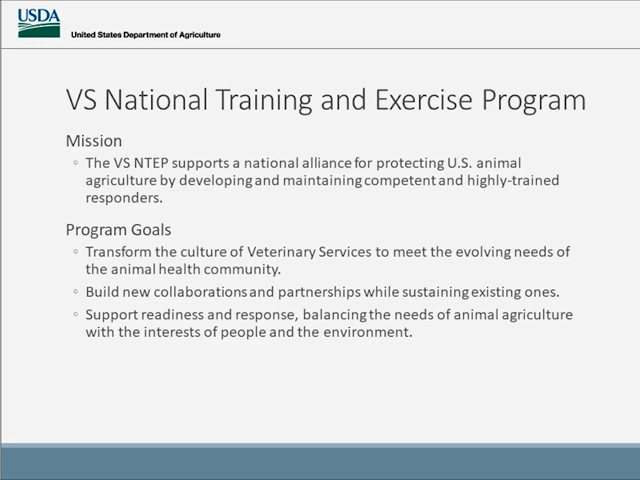 USDA
United States Department of Agriculture
VS National Training and Exercise Program
Mission
◦ The VS NTEP supports a national alliance for protecting U.S. animal
agriculture by developing and maintaining competent and highly-trained
responders.
Program Goals
◦ Transform the culture of Veterinary Services to meet the evolving needs of
the animal health community.
◦ Build new collaborations and partnerships while sustaining existing ones.
◦ Support readiness and response, balancing the needs of animal agriculture
with the interests of people and the environment.